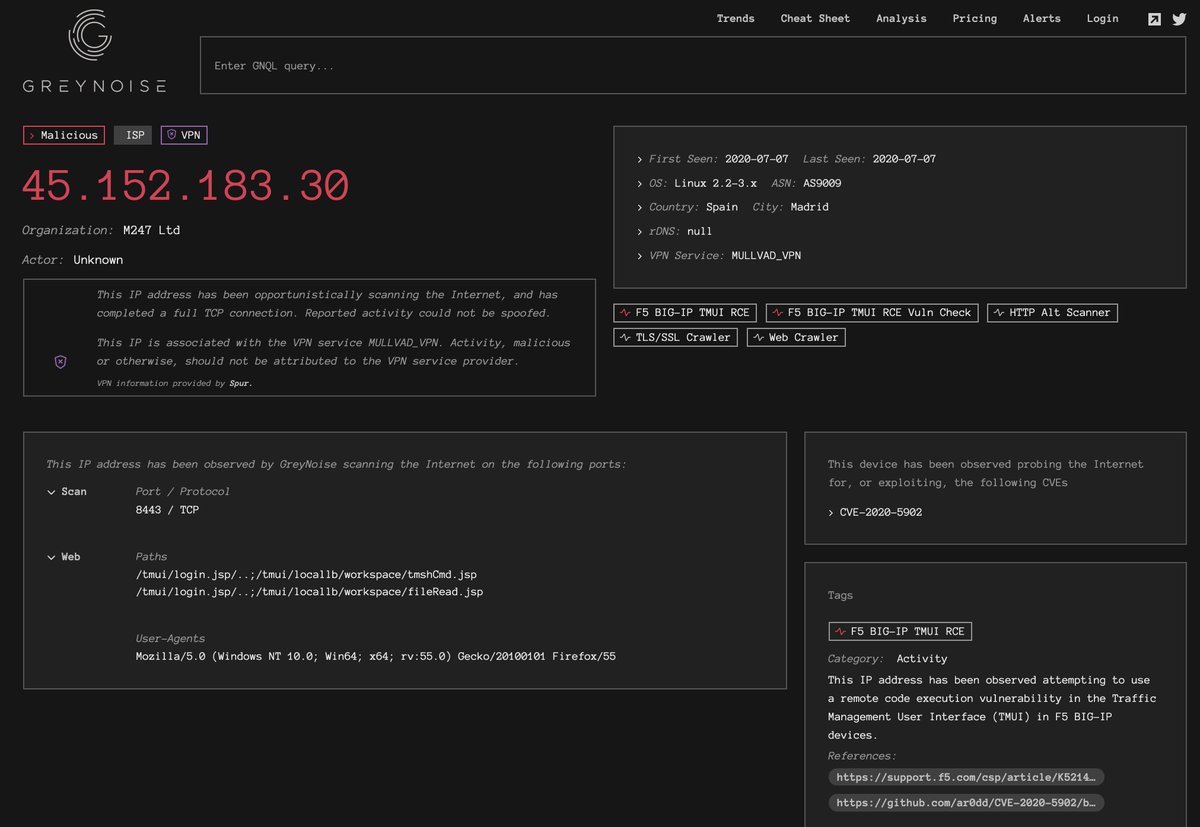 Trends Cheat Sheet Analysis Pricing Alerts Login
GREYNOISE
Enter GNQL query...
Malicious ISP VPN
45.152.183.30
Organization: M247 Ltd
Actor: Unknown
This IP address has been opportunistically scanning the Internet, and has
completed a full TCP connection. Reported activity could not be spoofed.
This IP is associated with the VPN service MULLVAD_VPN. Activity, malicious
or otherwise, should not be attributed to the VPN service provider.
VPN information provided by Spur.
First Seen: 2020-07-07 Last Seen: 2020-07-07
OS: Linux 2.2-3.x ASN: AS9009
Country: Spain City: Madrid
rDNS: null
VPN Service: MULLVAD_VPN
F5 BIG-IP TMUI RCE F5 BIG-IP TMUI RCE Vuln Check HTTP Alt Scanner
TLS/SSL Crawler Web Crawler
This IP address has been observed by GreyNoise scanning the Internet on the following ports:
Scan Port / Protocol
8443 / TCP
Web Paths
/tmui/login.jsp/..;/tmui/locallb/workspace/tmshCmd.jsp
/tmui/login.jsp/..;/tmui/locallb/workspace/fileRead.jsp
User-Agents
Mozilla/5.0 (Windows NT 10.0; Win64; x64; rv:55.0) Gecko/20100101 Firefox/55
This device has been observed probing the Internet
for, or exploiting, the following CVEs
CVE-2020-5902
Tags
F5 BIG-IP TMUI RCE
Category: Activity
This IP address has been observed attempting to use
a remote code execution vulnerability in the Traffic
Management User Interface (TMUI) in F5 BIG-IP
devices.
References:
https://support.f5.com/csp/article/K5214…
https://github.com/ar0dd/CVE-2020-5902/b…